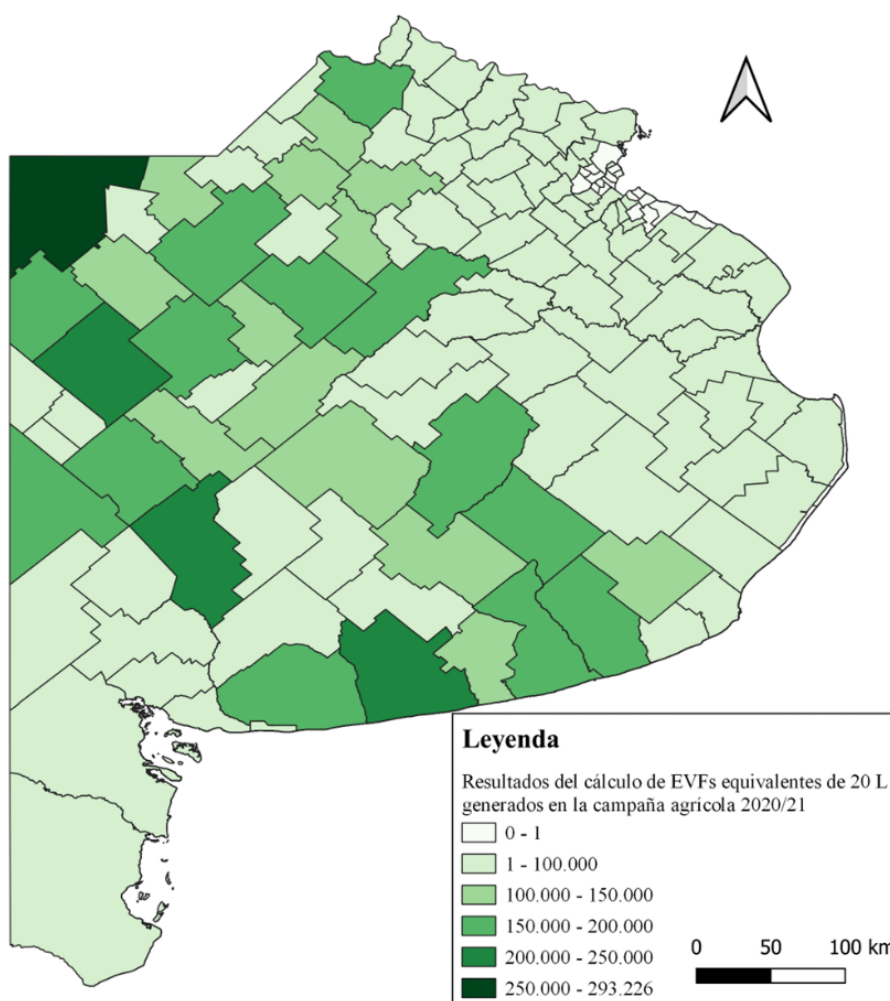 Leyenda
Resultados del cálculo de EVFs equivalentes de 20 L
generados en la campaña agrícola 2020/21
0 - 1
1 - 100.000
100.000 - 150.000
150.000 - 200.000
200.000 - 250.000
250.000 - 293.226
0 50 100 km